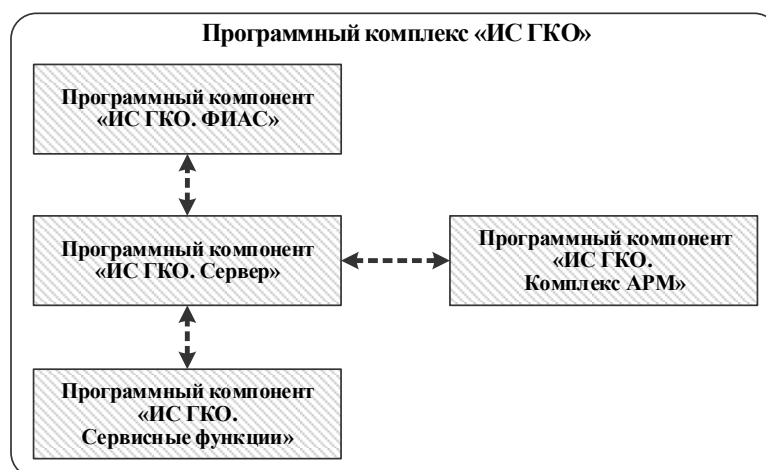 Программный комплекс «ИС ГКО»
Программный компонент
«ИС ГКО. ФИАС»
Программный компонент
«ИС ГКО. Сервер»
Программный компонент
«ИС ГКО.
Комплекс АРМ»
Программный компонент
«ИС ГКО.
Сервисные функции»